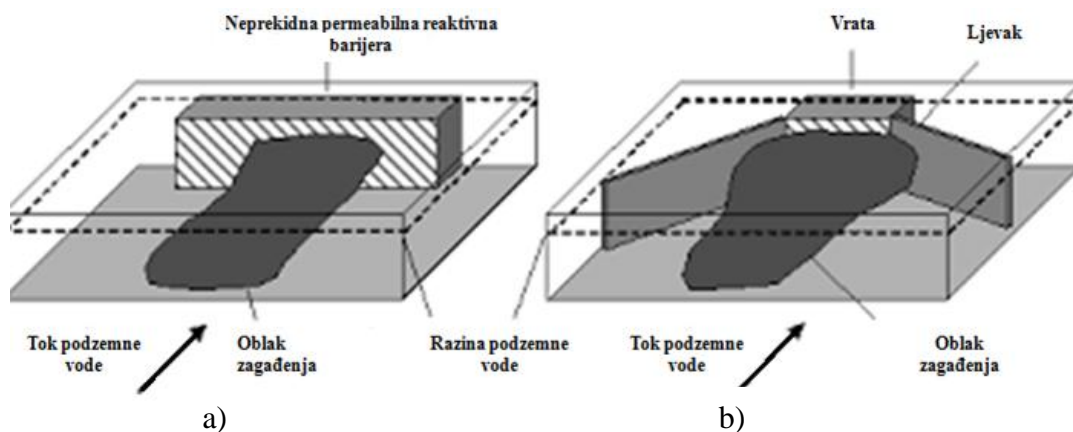 Neprekidna permeabilna reaktivna
barijera
Vrata
Ljevak
Tok podzemne
vode
Oblak
zagađenja
Razina podzemne
vode
Tok podzemne
vode
Oblak
zagađenja
a)
b)